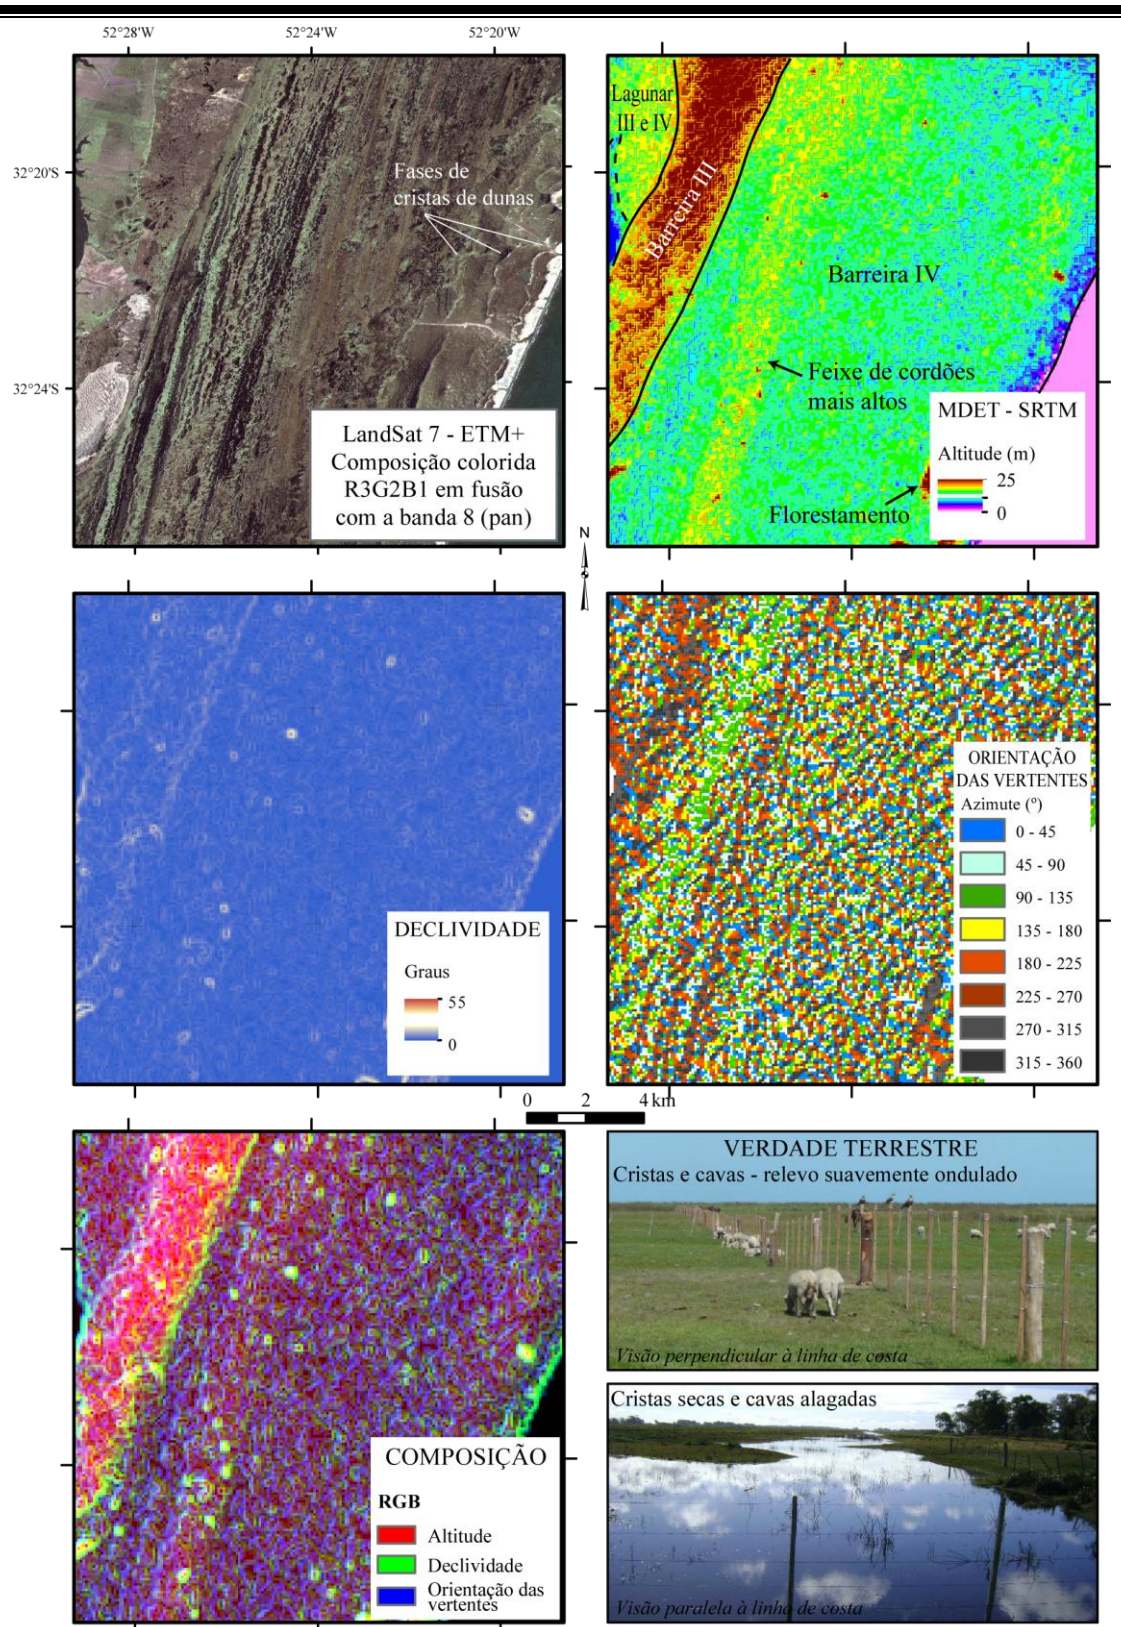 52°28'W 52°24'W 52°20'W
32°20'S
32°24'S
Fases de
cristas de dunas
LandSat 7 - ETM+
Composição colorida
R3G2B1 em fusão
com a banda 8 (pan)
Lagunar
III e IV
Barreira III
Barreira IV
Feixe de cordões
mais altos
Florestamento
MDET - SRTM
Altitude (m)
25
0
N
DECLIVIDADE
Graus
55
0
ORIENTAÇÃO
DAS VERTENTES
Azimute (º)
0 - 45
45 - 90
90 - 135
135 - 180
180 - 225
225 - 270
270 - 315
315 - 360
0 2 4 km
COMPOSIÇÃO
RGB
Altitude
Declividade
Orientação das
vertentes
VERDADE TERRESTRE
Cristas e cavas - relevo suavemente ondulado
Visão perpendicular à linha de costa
Cristas secas e cavas alagadas
Visão paralela à linha de costa